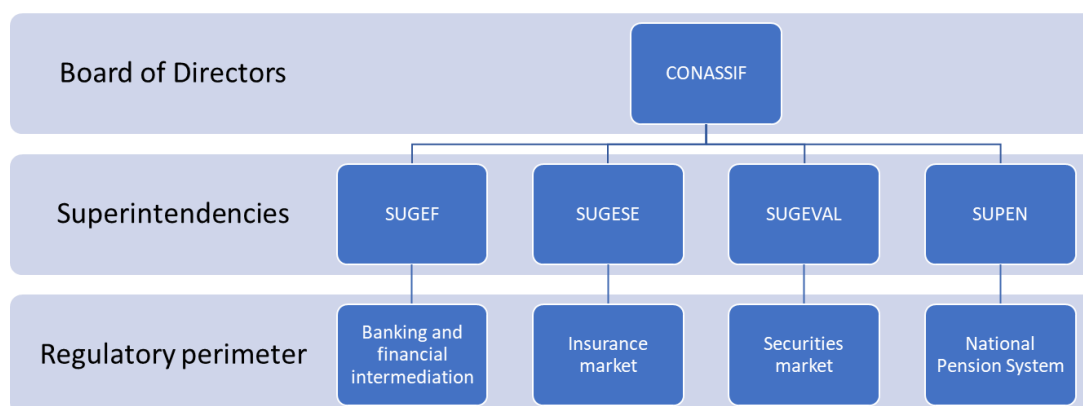 Board of Directors
CONASSIF
Superintendencies
SUGEF
SUGESE
SUGEVAL
SUPEN
Regulatory perimeter
Banking and
financial
intermediation
Insurance
market
Securities
market
National
Pension System